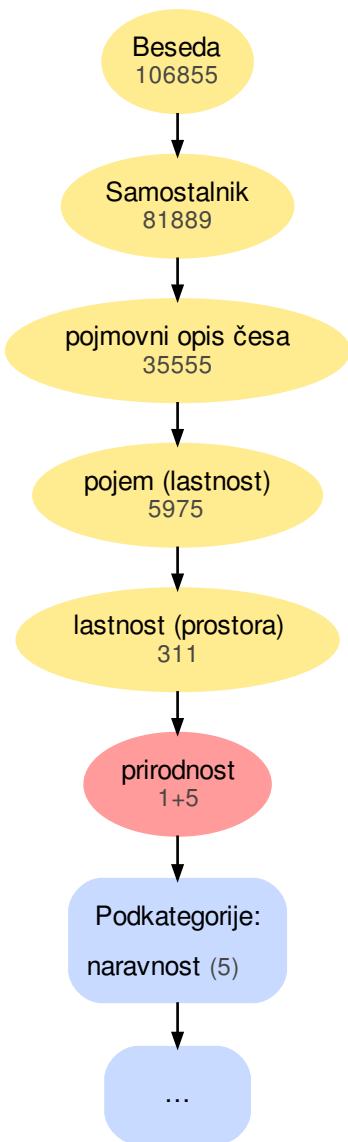 Beseda
106855
Samostalnik
81889
pojmovni opis česa
35555
pojem (lastnost)
5975
lastnost (prostora)
311
prirodnost
1+5
Podkategorije:
naravnost (5)
...